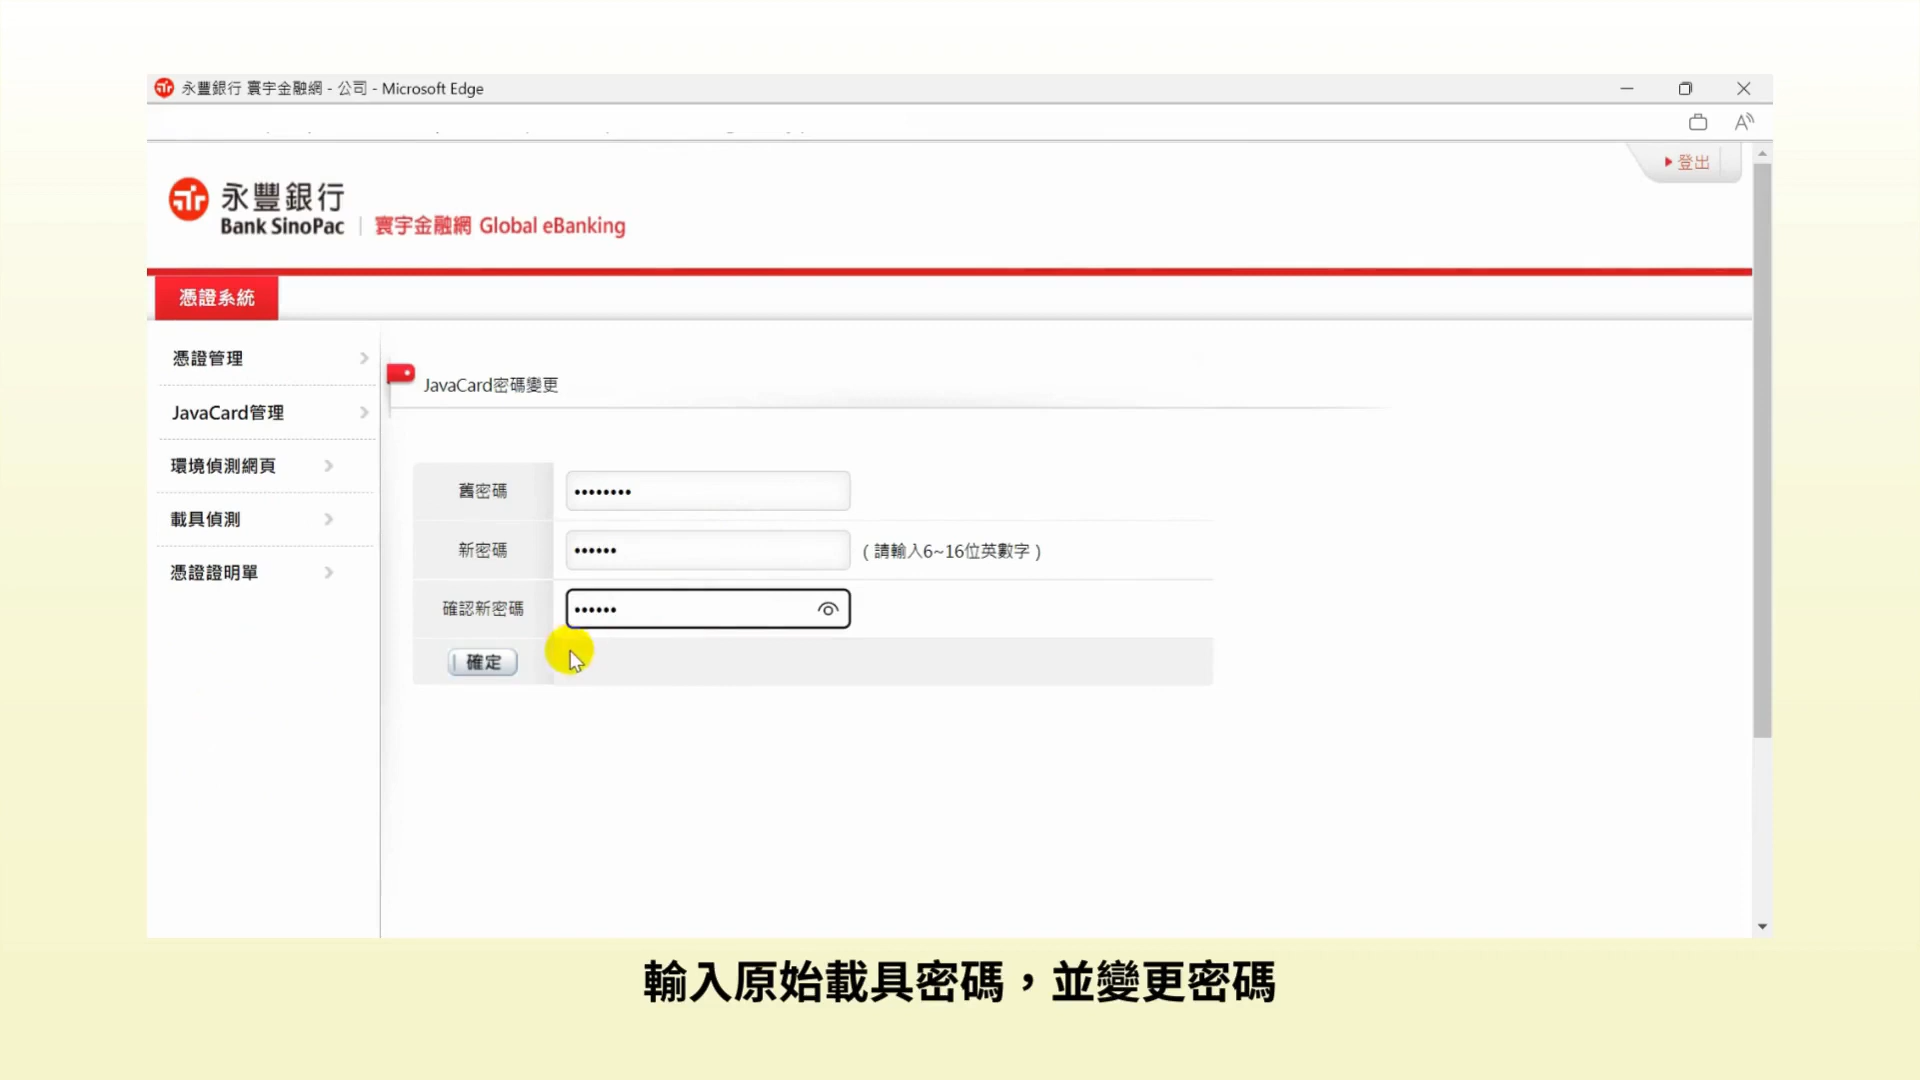 永豐銀行 寰宇金融網 - 公司 - Microsoft Edge
登出
永豐銀行
Bank SinoPac
寰宇金融網 Global eBanking
憑證系統
憑證管理
JavaCard管理
環境偵測網頁
載具偵測
憑證證明單
JavaCard密碼變更
舊密碼 ••••••••
新密碼 •••••• ( 請輸入6~16位英數字 )
確認新密碼 ••••••
確定
輸入原始載具密碼，並變更密碼